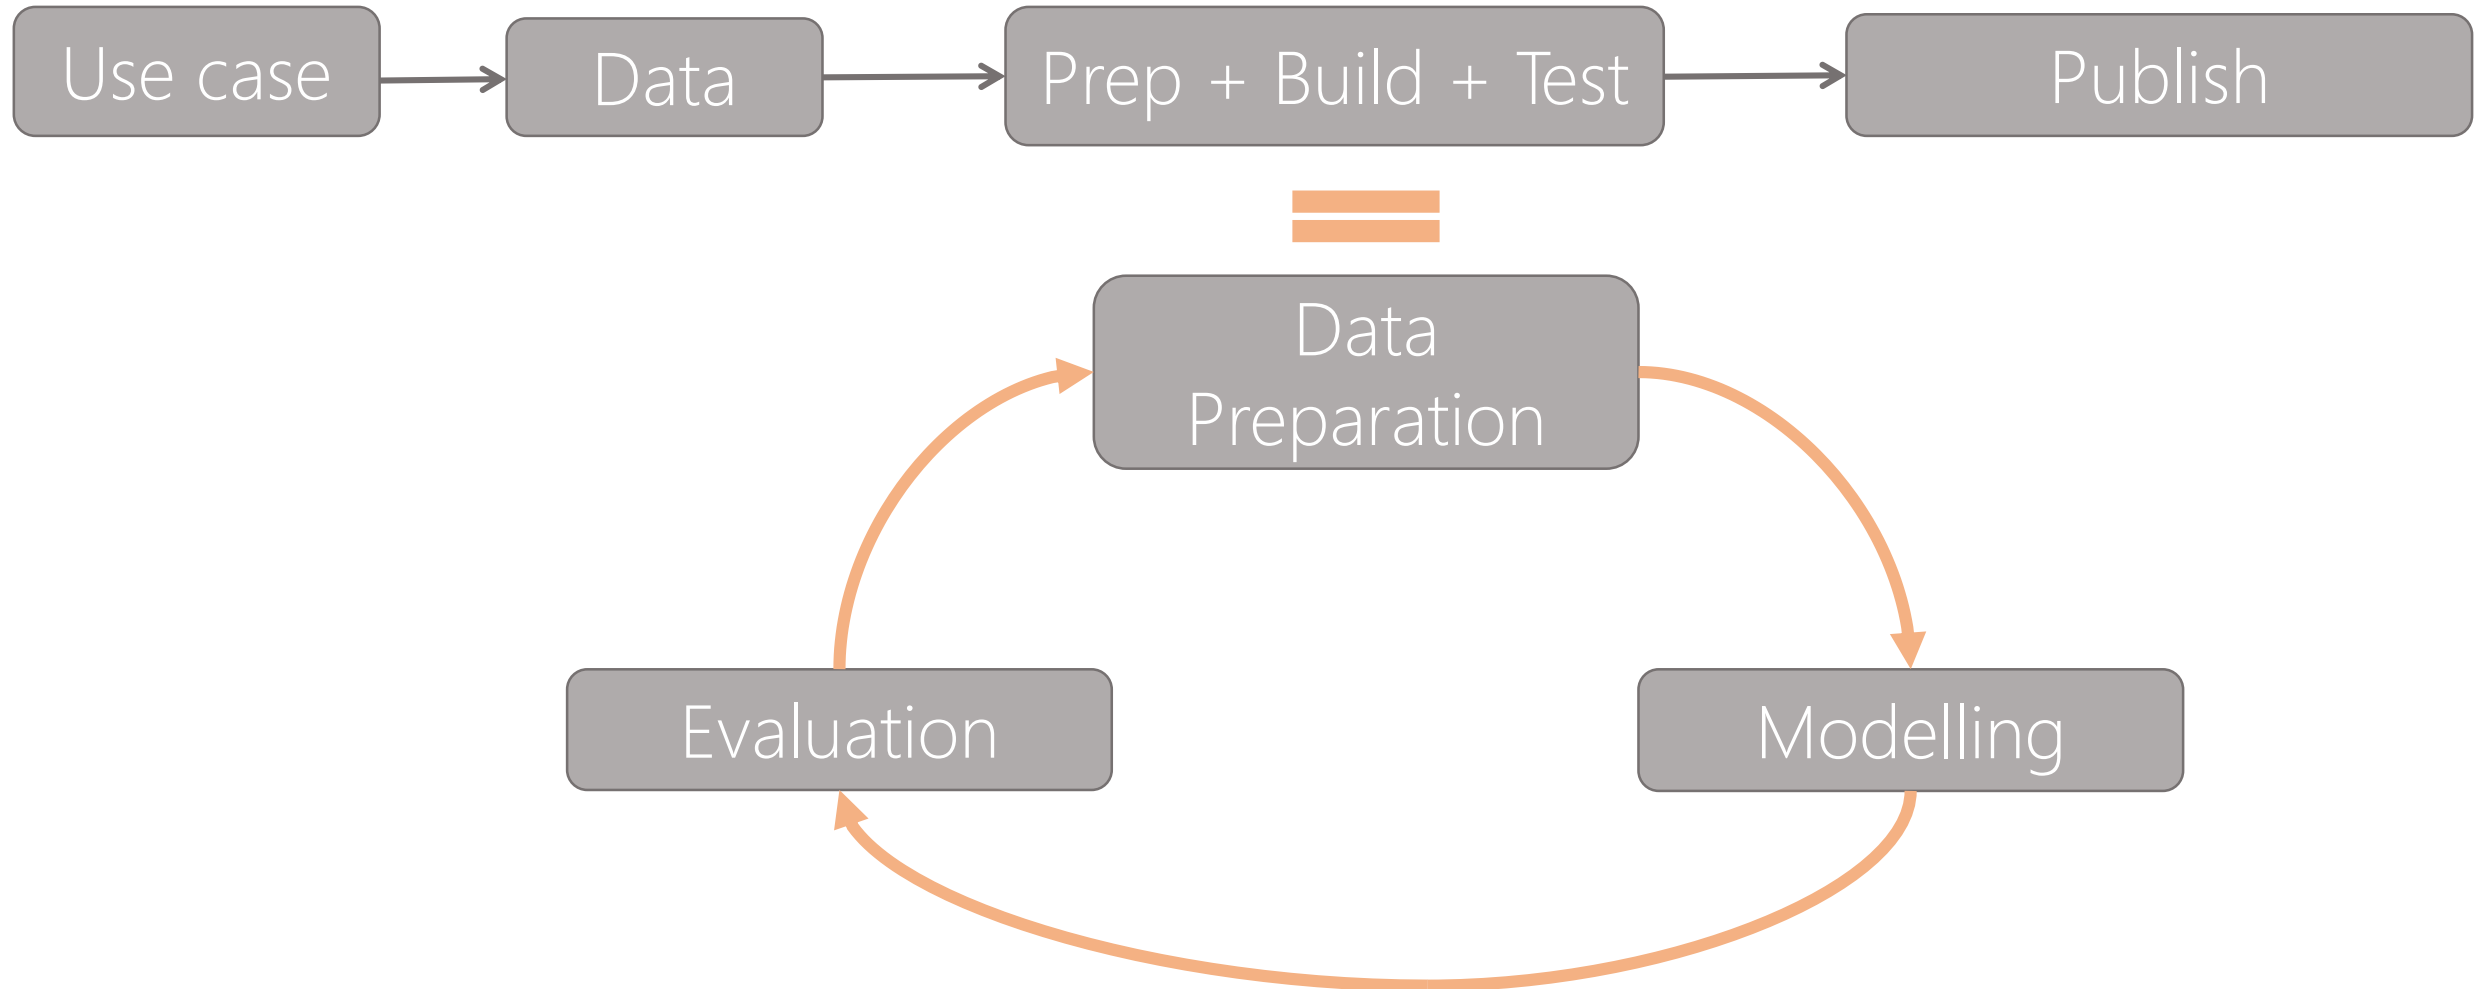 Use case
Data
Prep + Build + Test
Publish
Data
Preparation
Evaluation
Modelling